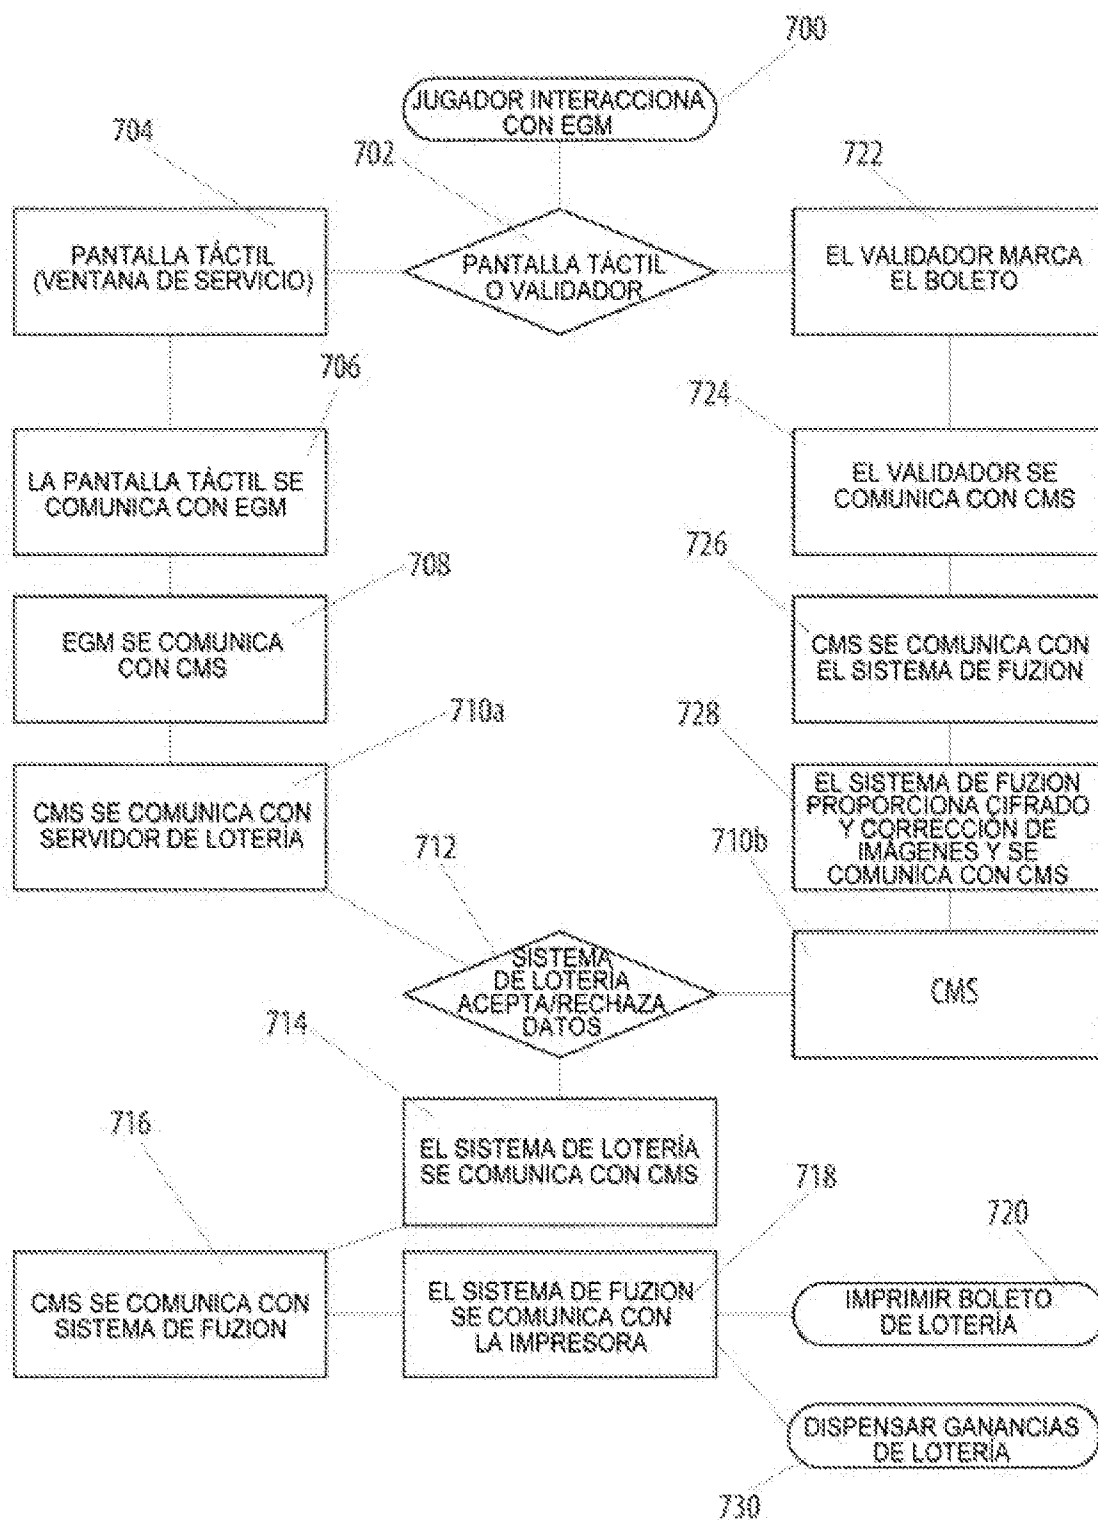 700
JUGADOR INTERACCIONA
CON EGM
704
702
722
PANTALLA TÁCTIL
(VENTANA DE SERVICIO)
PANTALLA TÁCTIL
O VALIDADOR
EL VALIDADOR MARCA
EL BOLETO
706
724
LA PANTALLA TÁCTIL SE
COMUNICA CON EGM
EL VALIDADOR SE
COMUNICA CON CMS
708
726
EGM SE COMUNICA
CON CMS
CMS SE COMUNICA CON
EL SISTEMA DE FUZION
710a
728
CMS SE COMUNICA CON
SERVIDOR DE LOTERÍA
EL SISTEMA DE FUZION
PROPORCIONA CIFRADO
Y CORRECCIÓN DE
IMÁGENES Y SE
COMUNICA CON CMS
712
710b
SISTEMA
DE LOTERÍA
ACEPTA/RECHAZA
DATOS
CMS
714
EL SISTEMA DE LOTERÍA
SE COMUNICA CON CMS
716
718
720
CMS SE COMUNICA CON
SISTEMA DE FUZION
EL SISTEMA DE FUZION
SE COMUNICA CON
LA IMPRESORA
IMPRIMIR BOLETO
DE LOTERÍA
DISPENSAR GANANCIAS
DE LOTERÍA
730